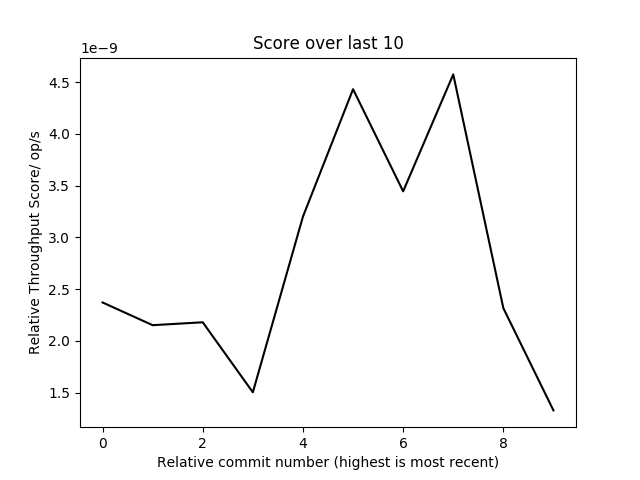 Score over last 10
1e−9
4.5
4.0
3.5
3.0
2.5
2.0
1.5
Relative Throughput Score/ op/s
0 2 4 6 8
Relative commit number (highest is most recent)